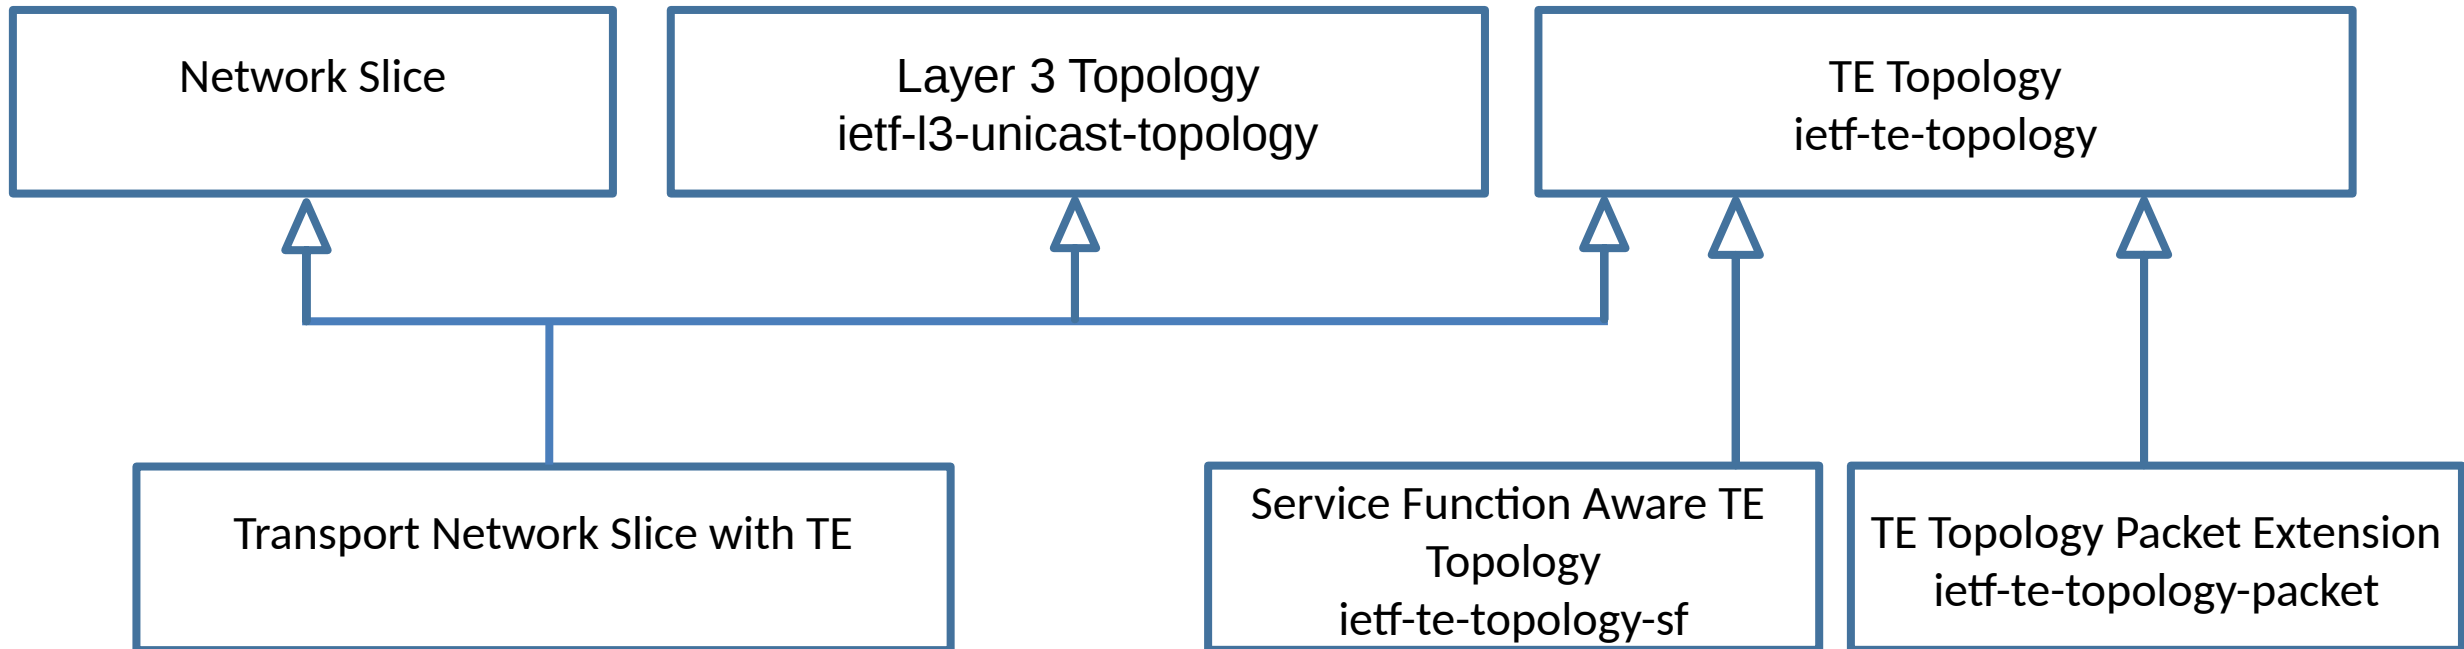 Network Slice
Layer 3 Topology
ietf-l3-unicast-topology
TE Topology
ietf-te-topology
Transport Network Slice with TE
Service Function Aware TE
Topology
ietf-te-topology-sf
TE Topology Packet Extension
ietf-te-topology-packet